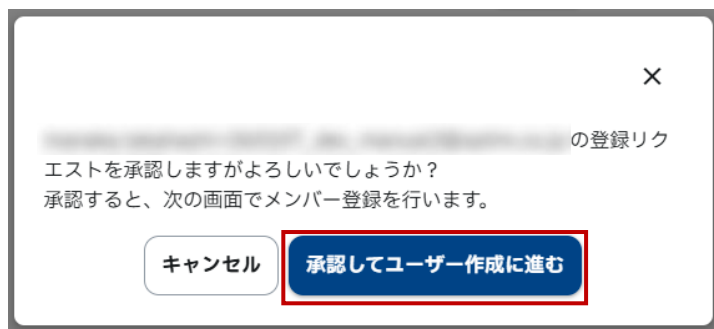 の登録リク
エストを承認しますがよろしいでしょうか？
承認すると、次の画面でメンバー登録を行います。
キャンセル
承認してユーザー作成に進む